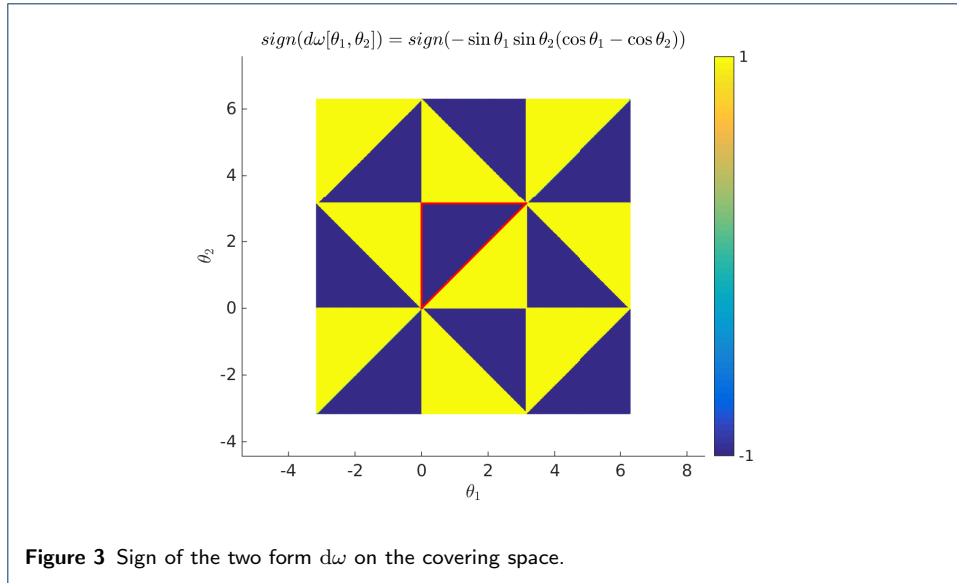 sign(dω[θ₁, θ₂]) = sign(− sin θ₁ sin θ₂(cos θ₁ − cos θ₂))
1
6
4
2
0
-2
-4
θ₂
-1
-4 -2 0 2 4 6 8
θ₁
Figure 3 Sign of the two form dω on the covering space.